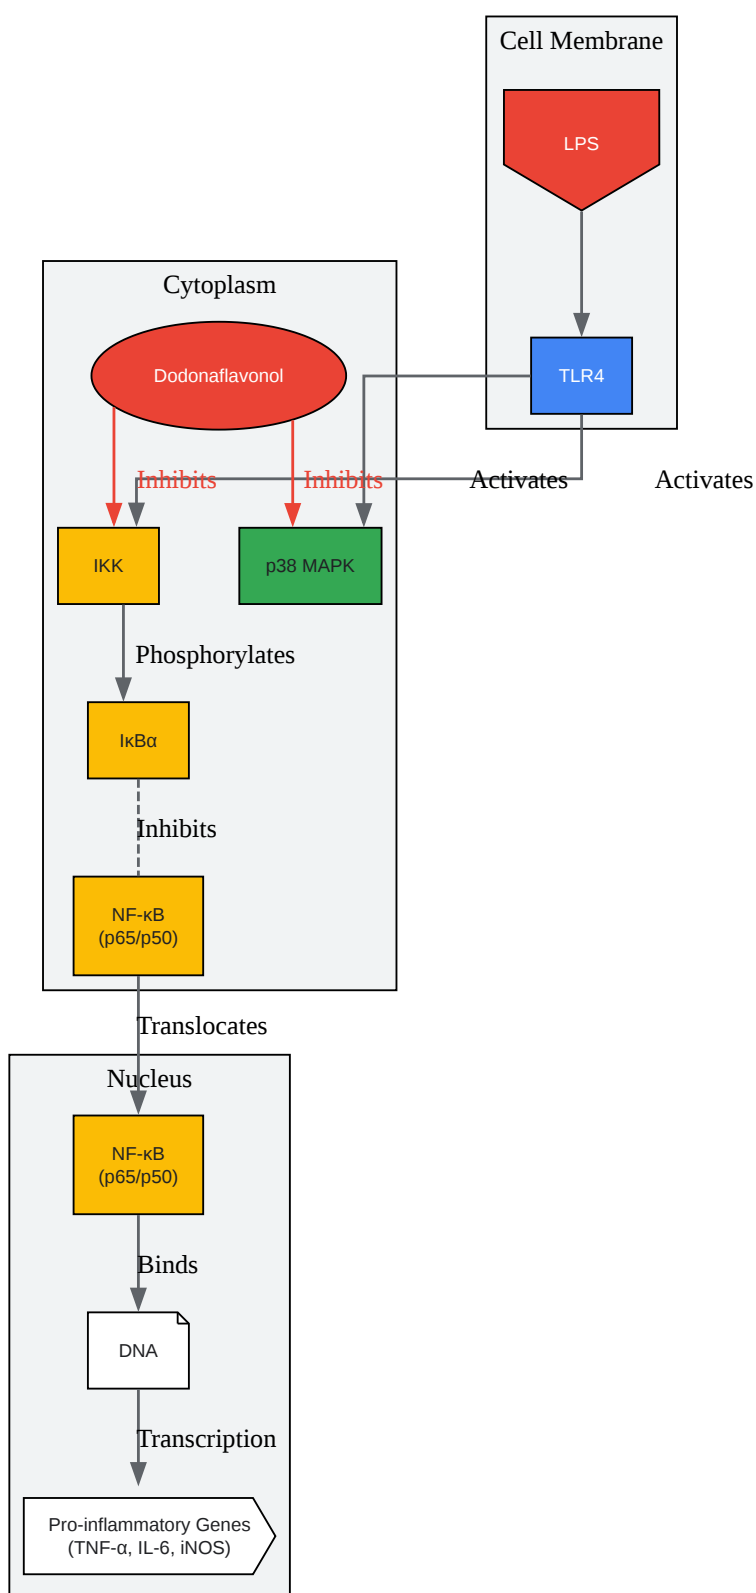 Cell Membrane
LPS
Cytoplasm
Dodonaflavonol
TLR4
Inhibits
Inhibits
Activates
Activates
IKK
p38 MAPK
Phosphorylates
IκBα
Inhibits
NF-κB
(p65/p50)
Translocates
Nucleus
NF-κB
(p65/p50)
Binds
DNA
Transcription
Pro-inflammatory Genes
(TNF-α, IL-6, iNOS)